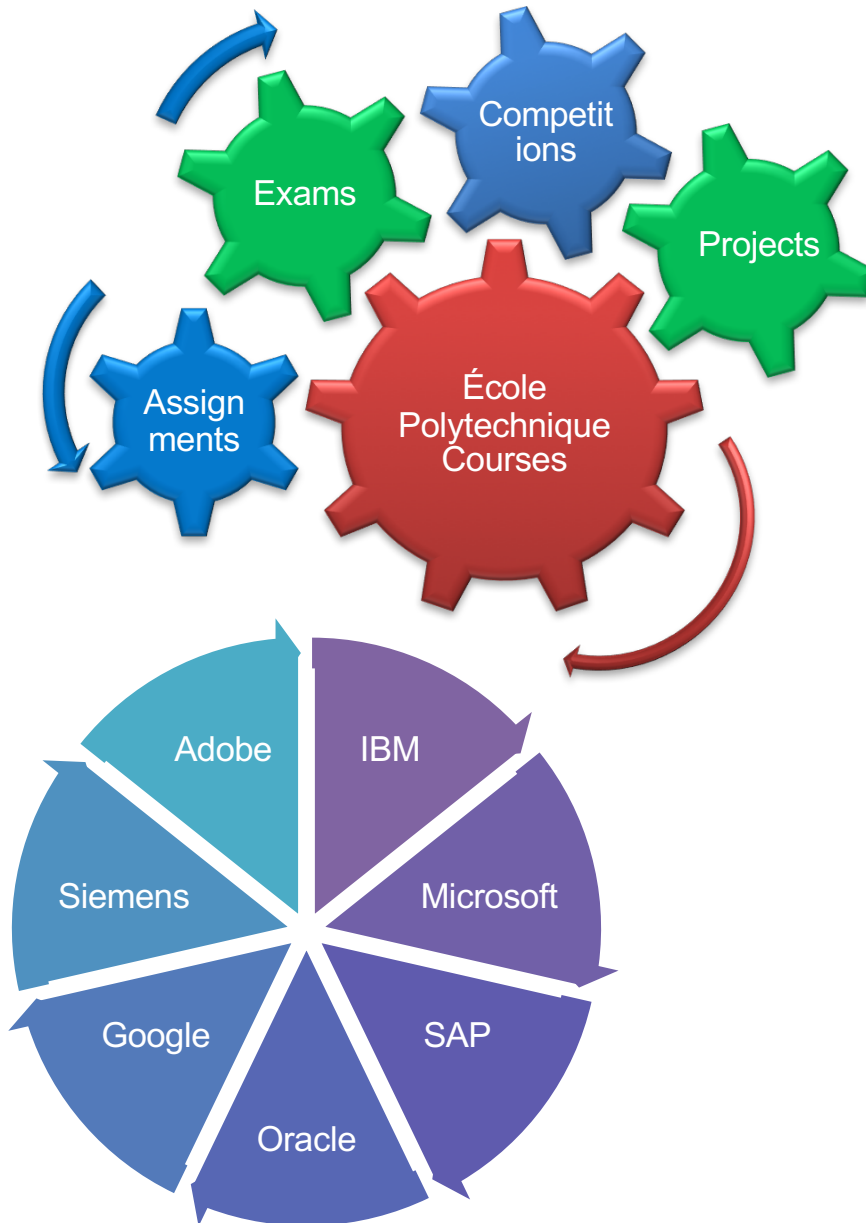 Competit
ions
Exams
Projects
Assign
ments
École
Polytechnique
Courses
Adobe
IBM
Siemens
Microsoft
Google
SAP
Oracle